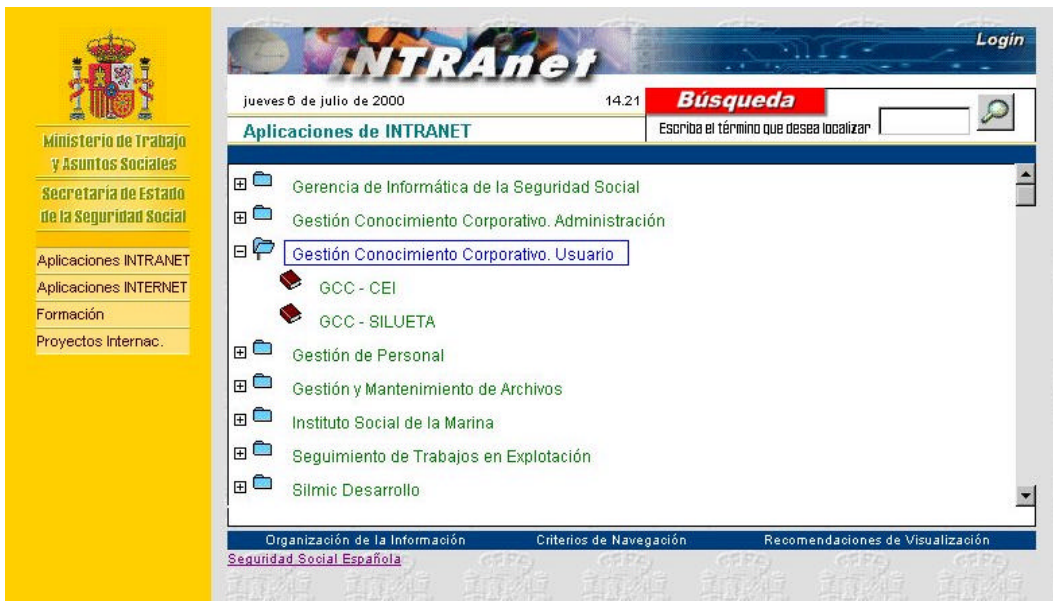 Ministerio de Trabajo
y Asuntos Sociales
Secretaría de Estado
de la Seguridad Social
Aplicaciones INTRANET
Aplicaciones INTERNET
Formación
Proyectos Internac.
INTRAnet
Login
jueves 6 de julio de 2000 14.21
Búsqueda
Aplicaciones de INTRANET
Escriba el término que desea localizar
Gerencia de Informática de la Seguridad Social
Gestión Conocimiento Corporativo. Administración
Gestión Conocimiento Corporativo. Usuario
GCC - CEI
GCC - SILUETA
Gestión de Personal
Gestión y Mantenimiento de Archivos
Instituto Social de la Marina
Seguimiento de Trabajos en Explotación
Silmic Desarrollo
Organización de la Información Criterios de Navegación Recomendaciones de Visualización
Seguridad Social Española